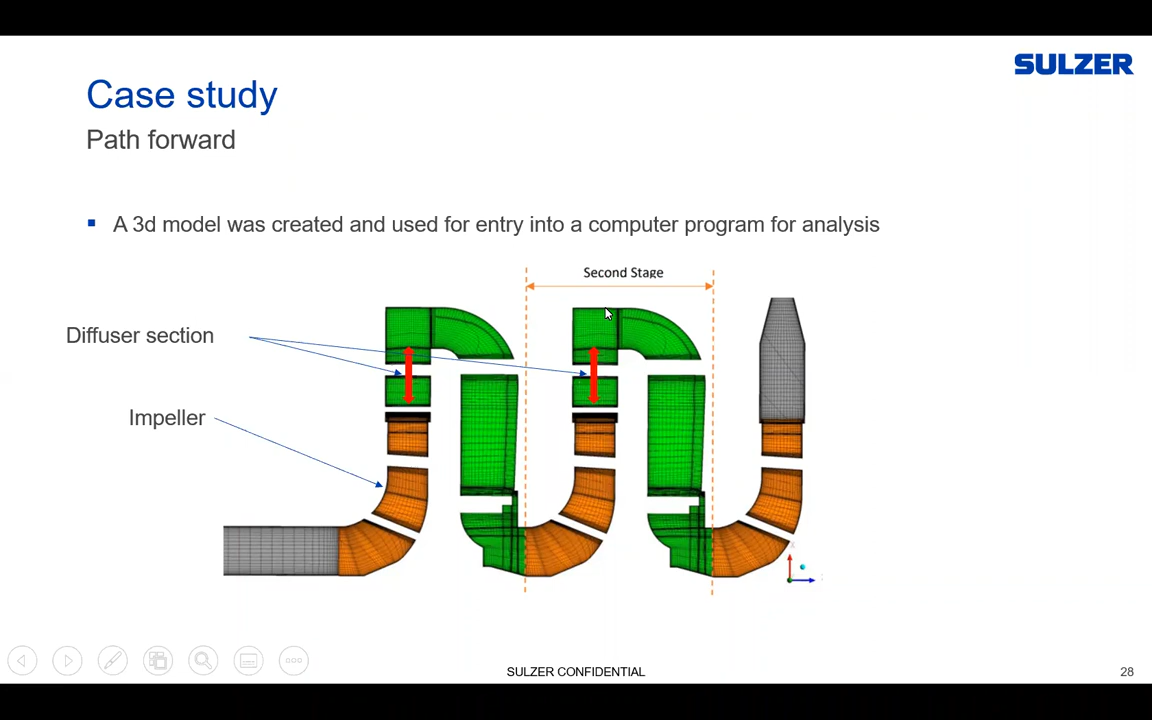 SULZER
Case study
Path forward
▪ A 3d model was created and used for entry into a computer program for analysis
Second Stage
Diffuser section
Impeller
SULZER CONFIDENTIAL
28